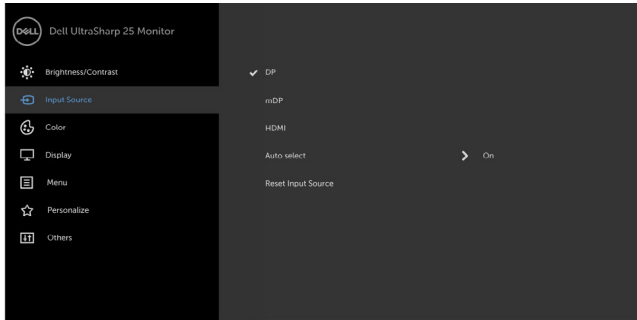 DELL Dell UltraSharp 25 Monitor
Brightness/Contrast
DP
Input Source
mDP
Color
HDMI
Display
Auto select On
Menu
Reset Input Source
Personalize
Others